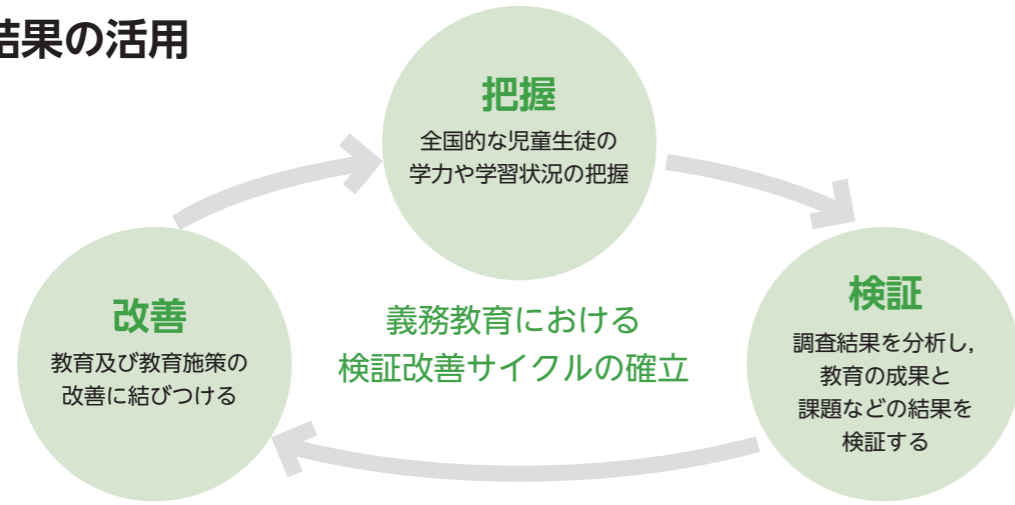 結果の活用
把握
全国的な児童生徒の
学力や学習状況の把握
検証
調査結果を分析し,
教育の成果と
課題などの結果を
検証する
改善
教育及び教育施策の
改善に結びつける
義務教育における
検証改善サイクルの確立